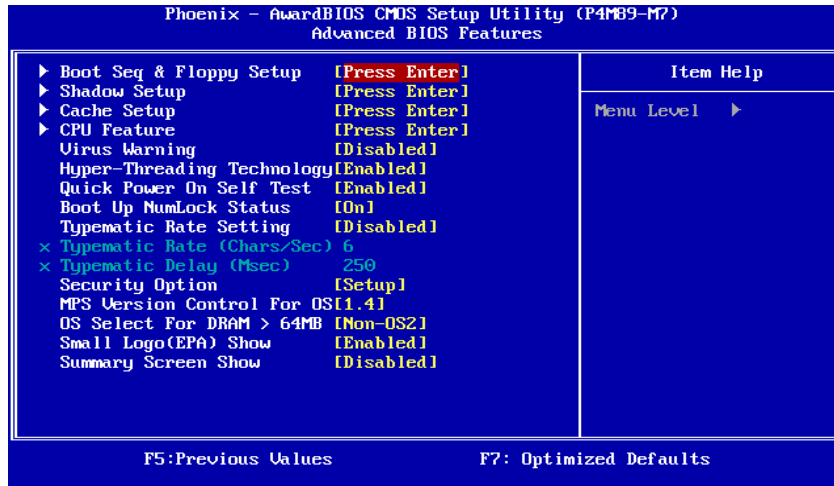 Phoenix - AwardBIOS CMOS Setup Utility (P4M89-M7)
Advanced BIOS Features
Boot Seq & Floppy Setup [Press Enter]
Shadow Setup [Press Enter]
Cache Setup [Press Enter]
CPU Feature [Press Enter]
Virus Warning [Disabled]
Hyper-Threading Technology[Enabled]
Quick Power On Self Test [Enabled]
Boot Up NumLock Status [On]
Typematic Rate Setting [Disabled]
x Typematic Rate (Chars/Sec) 6
x Typematic Delay (Msec) 250
Security Option [Setup]
MPS Version Control For OS[1.4]
OS Select For DRAM > 64MB [Non-OS2]
Small Logo(EPA) Show [Enabled]
Summary Screen Show [Disabled]
Item Help
Menu Level
F5:Previous Values F7: Optimized Defaults